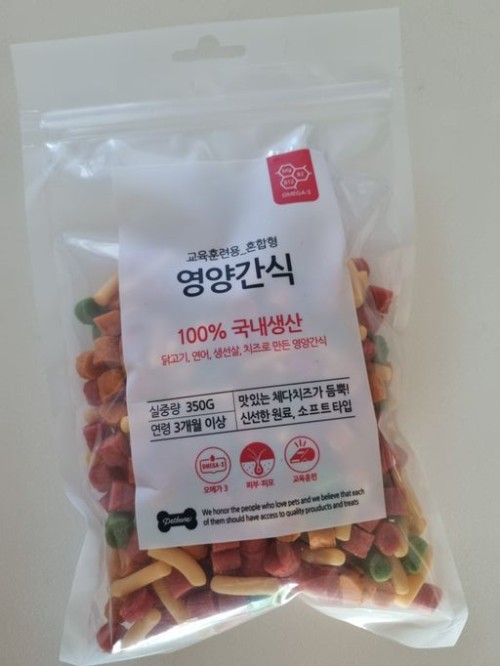 OMEGA-3
교육훈련용_혼합형
영양간식
100% 국내생산
닭고기, 연어, 생선살, 치즈로 만든 영양간식
실중량 350G
맛있는 체다치즈가 듬뿍!
연령 3개월 이상
신선한 원료, 소프트 타입
OMEGA-3
오메가 3
피부·피모
교육훈련
We honor the people who love pets and we believe that each
of them should have access to quality prouducts and treats